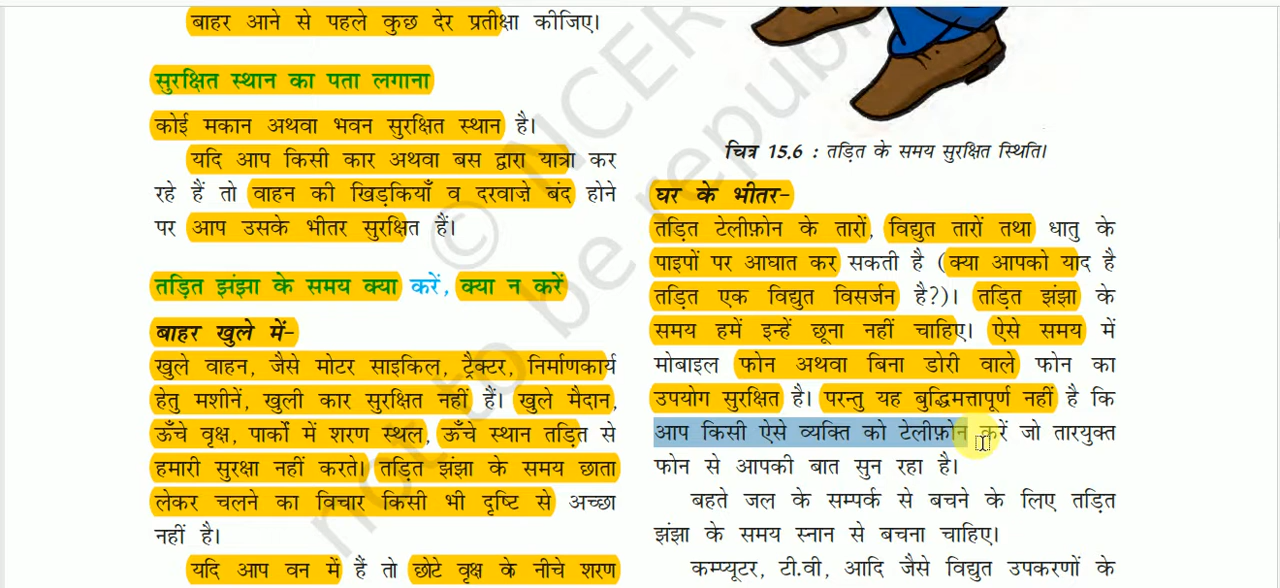 बाहर आने से पहले कुछ देर प्रतीक्षा कीजिए।
सुरक्षित स्थान का पता लगाना
कोई मकान अथवा भवन सुरक्षित स्थान है।
यदि आप किसी कार अथवा बस द्वारा यात्रा कर
रहे हैं तो वाहन की खिड़कियाँ व दरवाज़े बंद होने
पर आप उसके भीतर सुरक्षित हैं।
तड़ित झंझा के समय क्या करें, क्या न करें
बाहर खुले में-
खुले वाहन, जैसे मोटर साइकिल, ट्रैक्टर, निर्माणकार्य
हेतु मशीनें, खुली कार सुरक्षित नहीं हैं। खुले मैदान,
ऊँचे वृक्ष, पार्कों में शरण स्थल, ऊँचे स्थान तड़ित से
हमारी सुरक्षा नहीं करते। तड़ित झंझा के समय छाता
लेकर चलने का विचार किसी भी दृष्टि से अच्छा
नहीं है।
यदि आप वन में हैं तो छोटे वृक्ष के नीचे शरण
चित्र 15.6 : तड़ित के समय सुरक्षित स्थिति।
घर के भीतर-
तड़ित टेलीफ़ोन के तारों, विद्युत तारों तथा धातु के
पाइपों पर आघात कर सकती है (क्या आपको याद है
तड़ित एक विद्युत विसर्जन है?)। तड़ित झंझा के
समय हमें इन्हें छूना नहीं चाहिए। ऐसे समय में
मोबाइल फोन अथवा बिना डोरी वाले फोन का
उपयोग सुरक्षित है। परन्तु यह बुद्धिमत्तापूर्ण नहीं है कि
आप किसी ऐसे व्यक्ति को टेलीफ़ोन करें जो तारयुक्त
फोन से आपकी बात सुन रहा है।
बहते जल के सम्पर्क से बचने के लिए तड़ित
झंझा के समय स्नान से बचना चाहिए।
कम्प्यूटर, टी.वी, आदि जैसे विद्युत उपकरणों के
© NCER
not to be republ